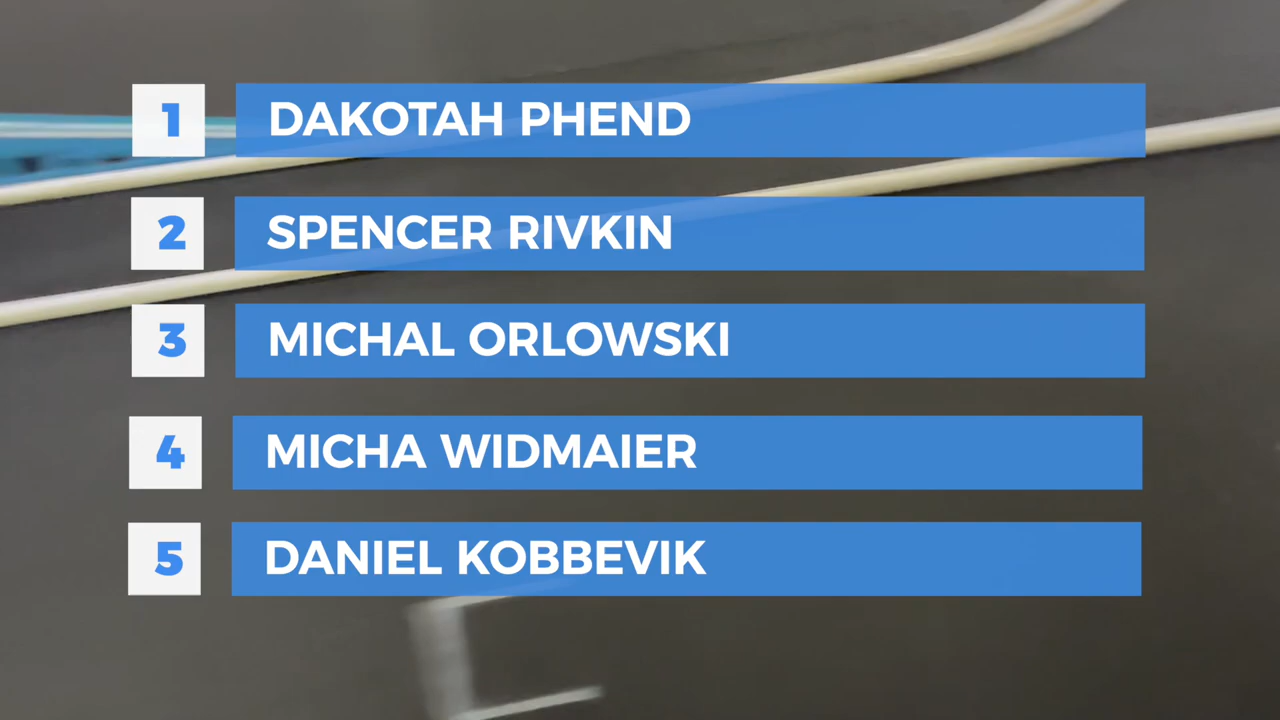 1 DAKOTAH PHEND
2 SPENCER RIVKIN
3 MICHAL ORLOWSKI
4 MICHA WIDMAIER
5 DANIEL KOBBEVIK